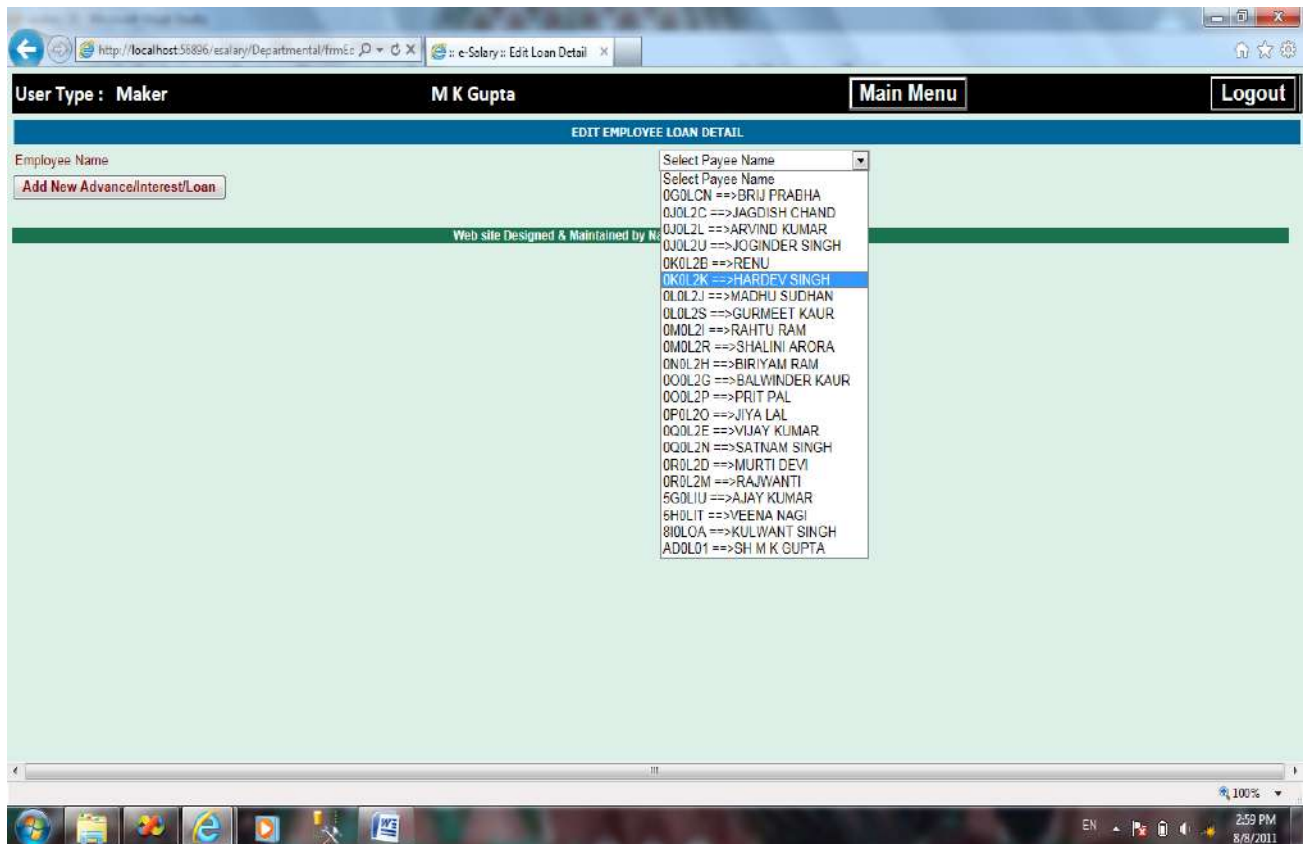 http://localhost:56896/esalary/Departmental/frmEc
:: e-Salary :: Edit Loan Detail
User Type : Maker M K Gupta Main Menu Logout
EDIT EMPLOYEE LOAN DETAIL
Employee Name Select Payee Name
Add New Advance/Interest/Loan
Select Payee Name
0G0LCN ==>BRIJ PRABHA
0J0L2C ==>JAGDISH CHAND
0J0L2L ==>ARVIND KUMAR
0J0L2U ==>JOGINDER SINGH
0K0L2B ==>RENU
0K0L2K ==>HARDEV SINGH
0L0L2J ==>MADHU SUDHAN
0L0L2S ==>GURMEET KAUR
0M0L2I ==>RAHTU RAM
0M0L2R ==>SHALINI ARORA
0N0L2H ==>BIRIYAM RAM
0O0L2G ==>BALWINDER KAUR
0O0L2P ==>PRIT PAL
0P0L2O ==>JIYA LAL
0Q0L2E ==>VIJAY KUMAR
0Q0L2N ==>SATNAM SINGH
0R0L2D ==>MURTI DEVI
0R0L2M ==>RAJWANTI
5G0LIU ==>AJAY KUMAR
5H0LIT ==>VEENA NAGI
8I0LOA ==>KULWANT SINGH
AD0L01 ==>SH M K GUPTA
Web site Designed & Maintained by Na
100%
EN 2:59 PM
8/8/2011